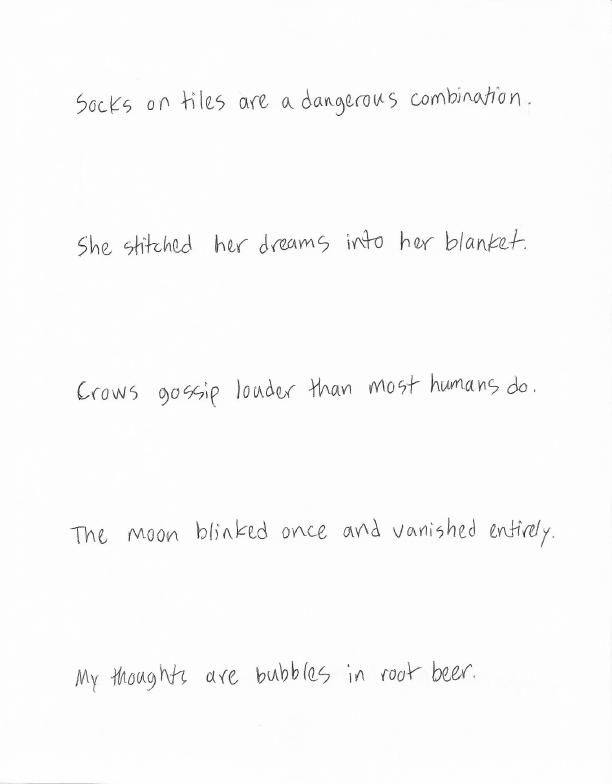 Socks on tiles are a dangerous combination.
She stitched her dreams into her blanket.
Crows gossip louder than most humans do.
The moon blinked once and vanished entirely.
My thoughts are bubbles in root beer.